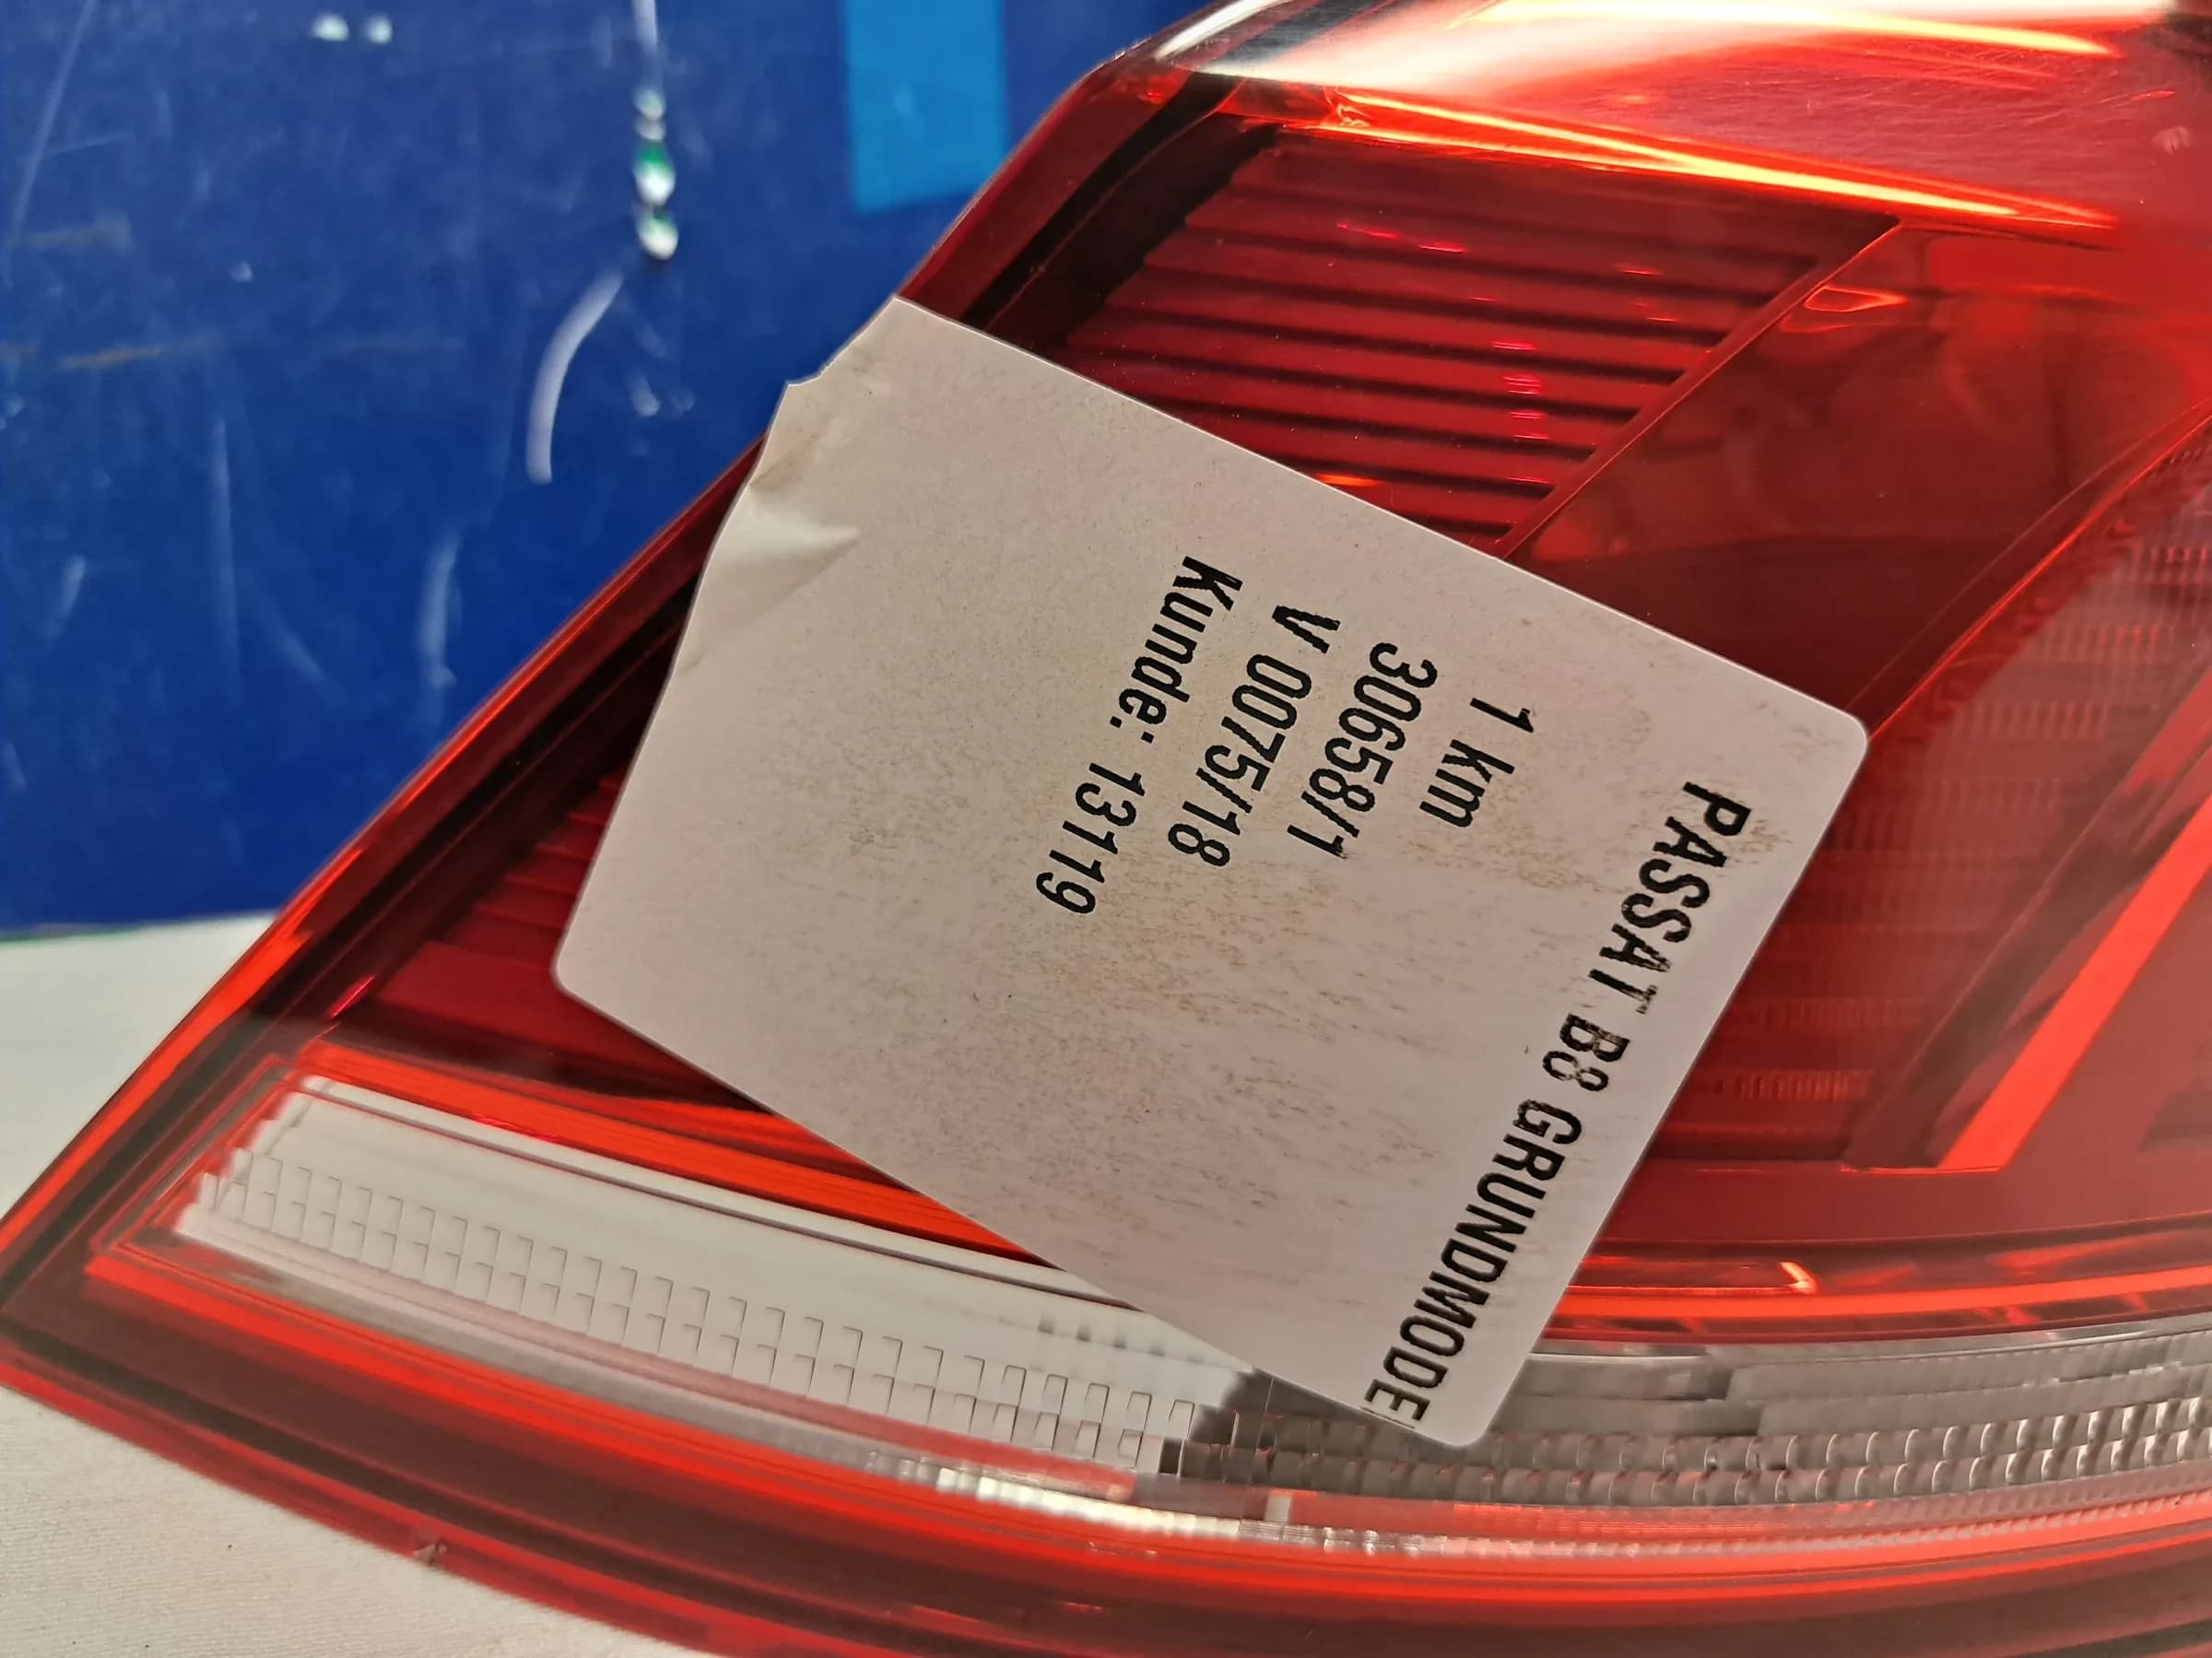 PASSAT B8 GRUNDMODE
1 km
30658/1
V 0075/18
Kunde: 13119